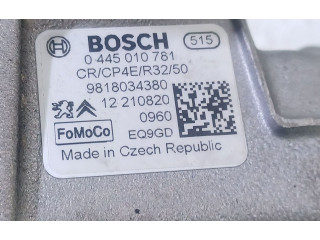 BOSCH 515
0 445 010 781
CR/CP4E/R32/50
9818034380
12 210820
0960
FoMoCo EQ9GD
Made in Czech Republic